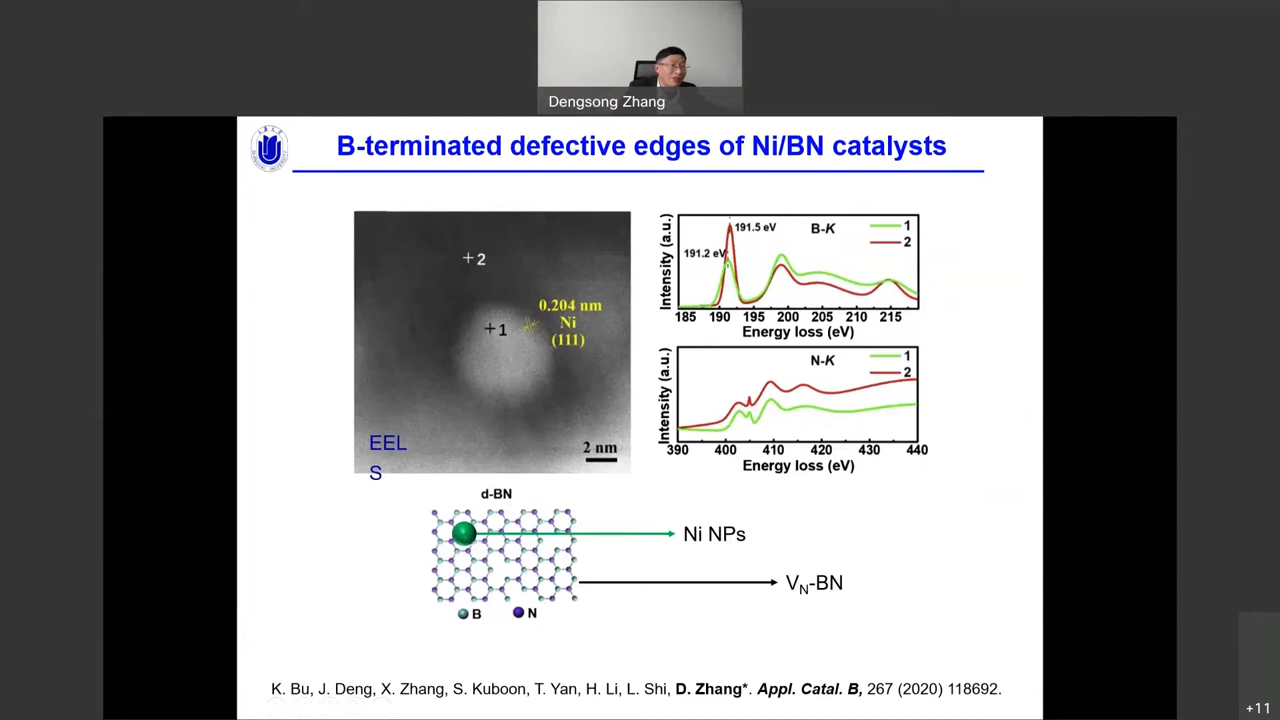 Dengsong Zhang
B-terminated defective edges of Ni/BN catalysts
+2
+1
0.204 nm
Ni
(111)
EEL
S
2 nm
Intensity (a.u.)
191.5 eV
191.2 eV
B-K
1
2
185 190 195 200 205 210 215
Energy loss (eV)
Intensity (a.u.)
N-K
1
2
390 400 410 420 430 440
Energy loss (eV)
d-BN
Ni NPs
VN-BN
B N
K. Bu, J. Deng, X. Zhang, S. Kuboon, T. Yan, H. Li, L. Shi, D. Zhang*. Appl. Catal. B, 267 (2020) 118692.
+11